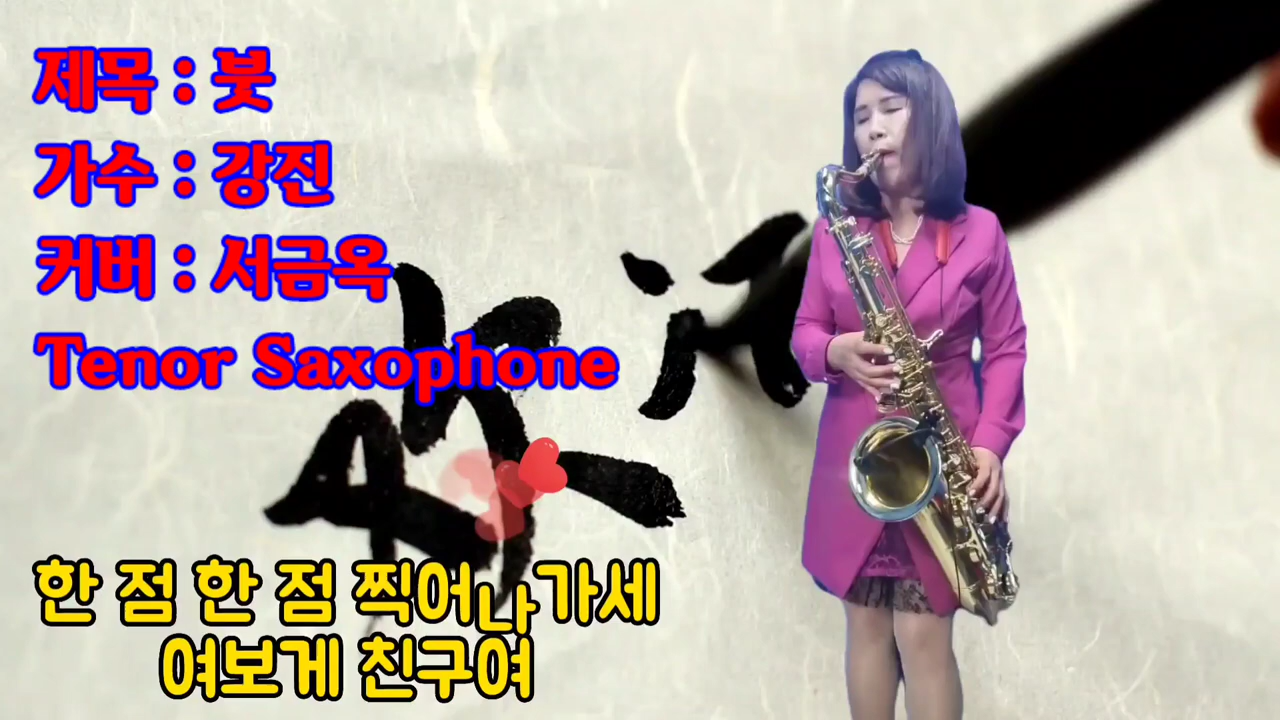 제목 : 붓
가수 : 강진
커버 : 서금옥
Tenor Saxophone
한 점 한 점 찍어나가세
여보게 친구여